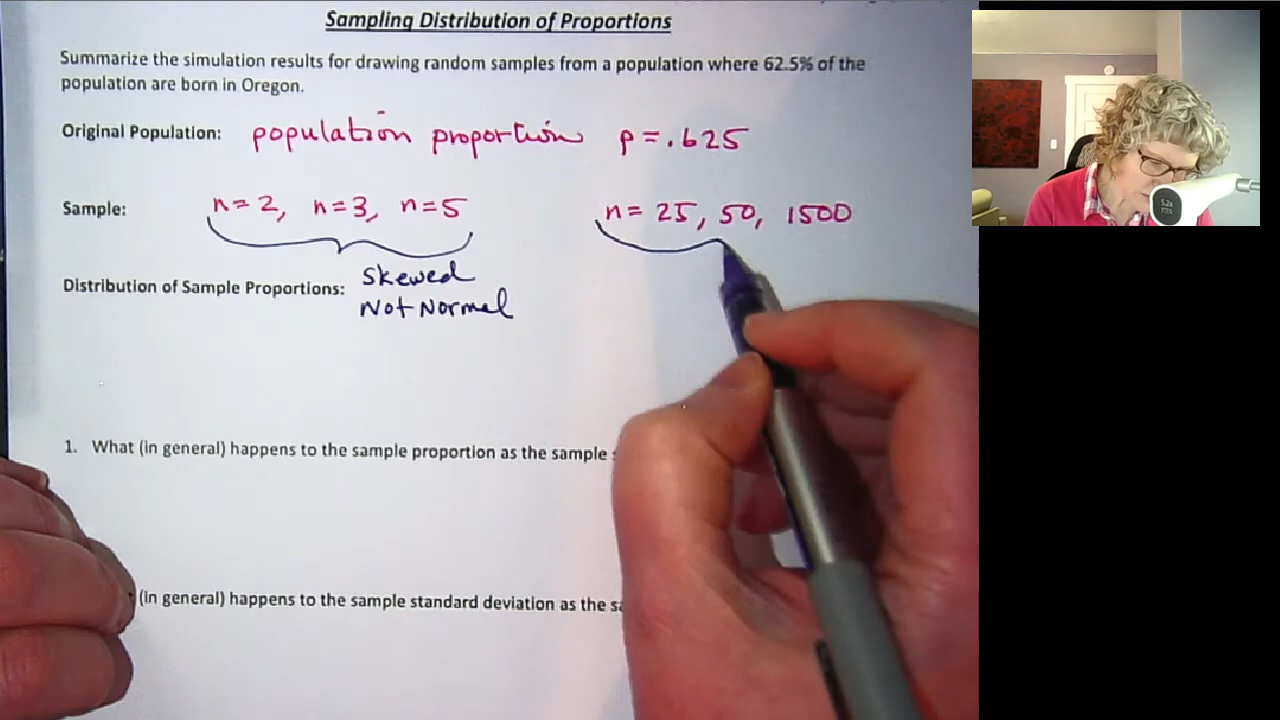 Sampling Distribution of Proportions
Summarize the simulation results for drawing random samples from a population where 62.5% of the
population are born in Oregon.
Original Population: population proportion p = .625
Sample: n = 2, n = 3, n = 5 n = 25, 50, 1500
Distribution of Sample Proportions: Skewed
Not Normal
1. What (in general) happens to the sample proportion as the sample
(in general) happens to the sample standard deviation as the